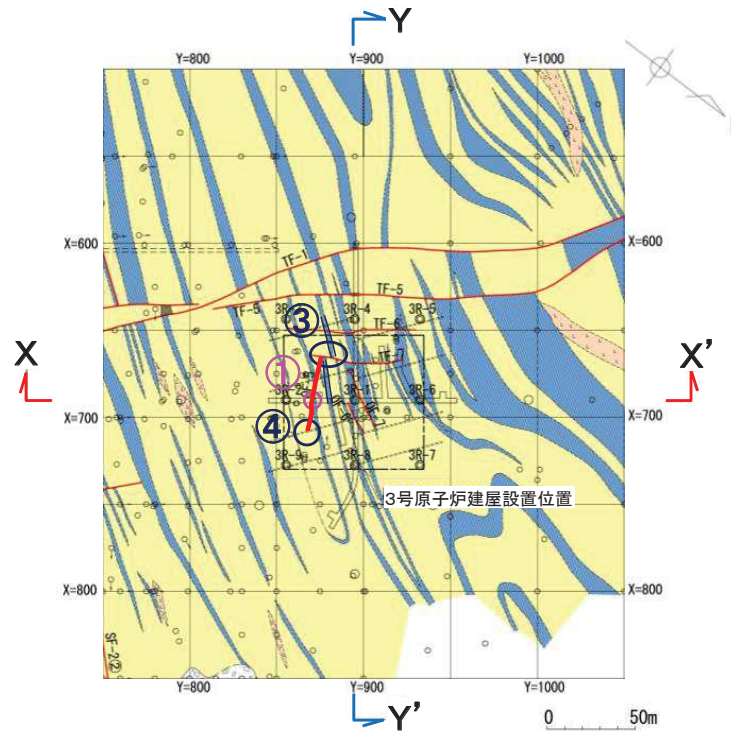 Y
Y=800 Y=900 Y=1000
X=600 X=600
TF-1
TF-5
TF-5
3R-4 3R-5
③
TF-6
TF-7
X X'
①
3R-1 3R-6
X=700 X=700
④
3R-9 3R-8 3R-7
3号原子炉建屋設置位置
X=800 X=800
SF-2②
Y=800 Y=900 Y=1000
Y'
0 50m